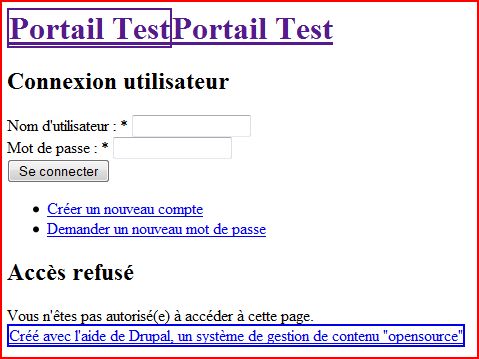 Portail TestPortail Test
Connexion utilisateur
Nom d'utilisateur : *
Mot de passe : *
Se connecter
Créer un nouveau compte
Demander un nouveau mot de passe
Accès refusé
Vous n'êtes pas autorisé(e) à accéder à cette page.
Créé avec l'aide de Drupal, un système de gestion de contenu "opensource"